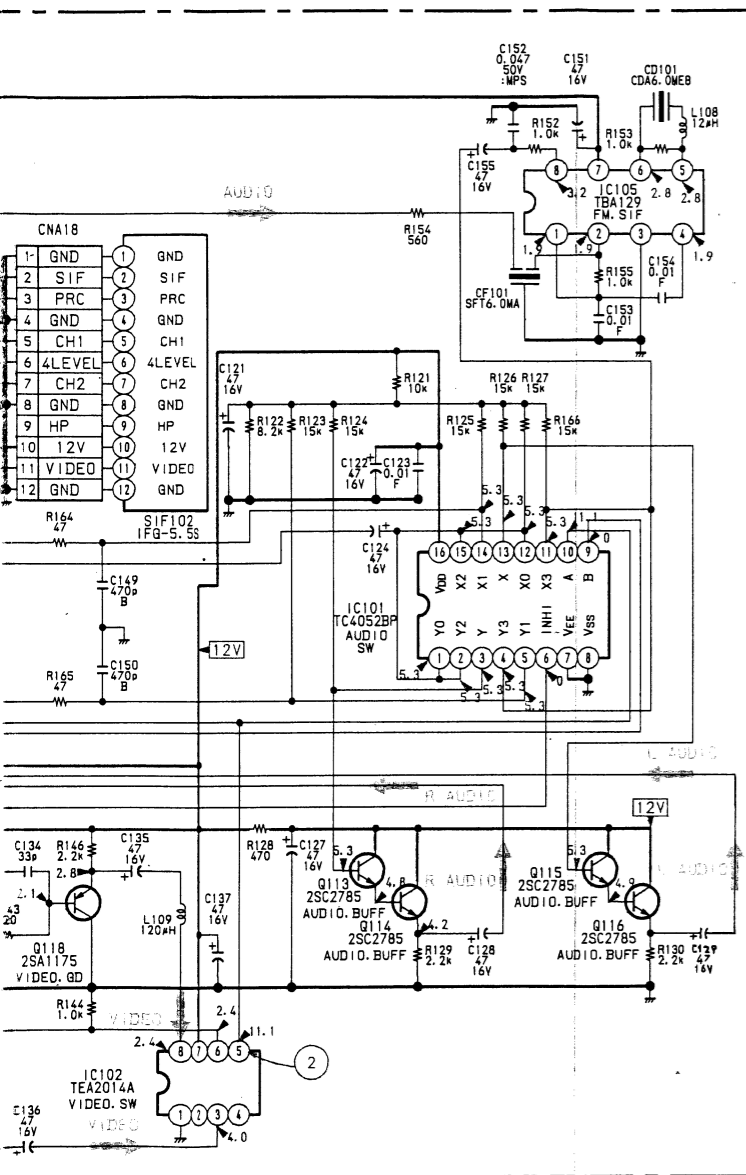 C152
0.047
50V
:MPS
C151
47
16V
CD101
CDA6.0MEB
L108
12µH
R152
1.0k
R153
1.0k
C155
47
16V
8
7
6
5
3.2
IC105
TBA129
FM.SIF
2.8
2.8
1
2
3
4
1.9
1.9
1.9
AUDIO
R154
560
CF101
SFT6.0MA
R155
1.0k
C154
0.01
F
C153
0.01
F
CNA18
1 GND 1 GND
2 SIF 2 SIF
3 PRC 3 PRC
4 GND 4 GND
5 CH1 5 CH1
6 4LEVEL 6 4LEVEL
7 CH2 7 CH2
8 GND 8 GND
9 HP 9 HP
10 12V 10 12V
11 VIDEO 11 VIDEO
12 GND 12 GND
SIF102
IFG-5.5S
C121
47
16V
R121
10k
R126
15k
R127
15k
R122
8.2k
R123
15k
R124
15k
R125
15k
R166
15k
C122
47
16V
C123
0.01
F
R164
47
C124
47
16V
5.3
5.3
5.3
5.3
5.3
11.1
0
16
15
14
13
12
11
10
9
VDD
X2
X1
X
X0
X3
A
B
IC101
TC4052BP
AUDIO
SW
Y0
Y2
Y
Y3
Y1
INHI
VEE
VSS
1
2
3
4
5
6
7
8
5.3
5.3
5.3
5.3
5.3
0
C149
470p
B
C150
470p
B
12V
R165
47
L AUDIO
R AUDIO
12V
C134
33p
R146
2.2k
C135
47
16V
R128
470
C127
47
16V
2.8
2.1
43
20
Q118
2SA1175
VIDEO.GD
L109
120µH
C137
47
16V
5.3
Q113
2SC2785
AUDIO.BUFF
4.8
Q114
2SC2785
AUDIO.BUFF
4.2
R129
2.2k
C128
47
16V
R AUDIO
5.3
Q115
2SC2785
AUDIO.BUFF
4.9
Q116
2SC2785
AUDIO.BUFF
R130
2.2k
C129
47
16V
L AUDIO
R144
1.0k
VIDEO
2.4
2.4
11.1
8
7
6
5
2
IC102
TEA2014A
VIDEO.SW
1
2
3
4
4.0
C136
47
16V
VIDEO